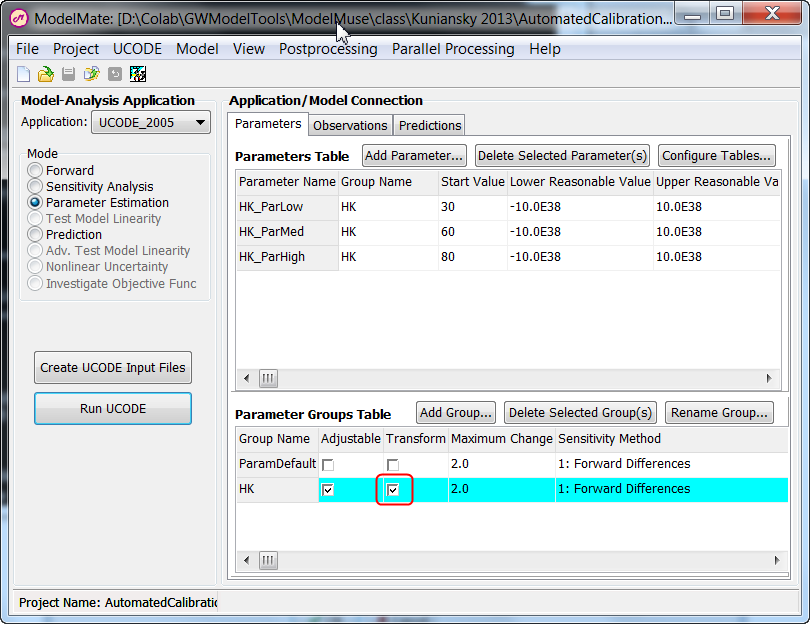 ModelMate: [D:\Colab\GWModelTools\ModelMuse\class\Kuniansky 2013\AutomatedCalibration...
File Project UCODE Model View Postprocessing Parallel Processing Help
Model-Analysis Application
Application: UCODE_2005
Mode
Forward
Sensitivity Analysis
Parameter Estimation
Test Model Linearity
Prediction
Adv. Test Model Linearity
Nonlinear Uncertainty
Investigate Objective Func
Create UCODE Input Files
Run UCODE
Application/Model Connection
Parameters Observations Predictions
Parameters Table Add Parameter... Delete Selected Parameter(s) Configure Tables...
Parameter Name Group Name Start Value Lower Reasonable Value Upper Reasonable Va
HK_ParLow HK 30 -10.0E38 10.0E38
HK_ParMed HK 60 -10.0E38 10.0E38
HK_ParHigh HK 80 -10.0E38 10.0E38
Parameter Groups Table Add Group... Delete Selected Group(s) Rename Group...
Group Name Adjustable Transform Maximum Change Sensitivity Method
ParamDefault 2.0 1: Forward Differences
HK 2.0 1: Forward Differences
Project Name: AutomatedCalibratio